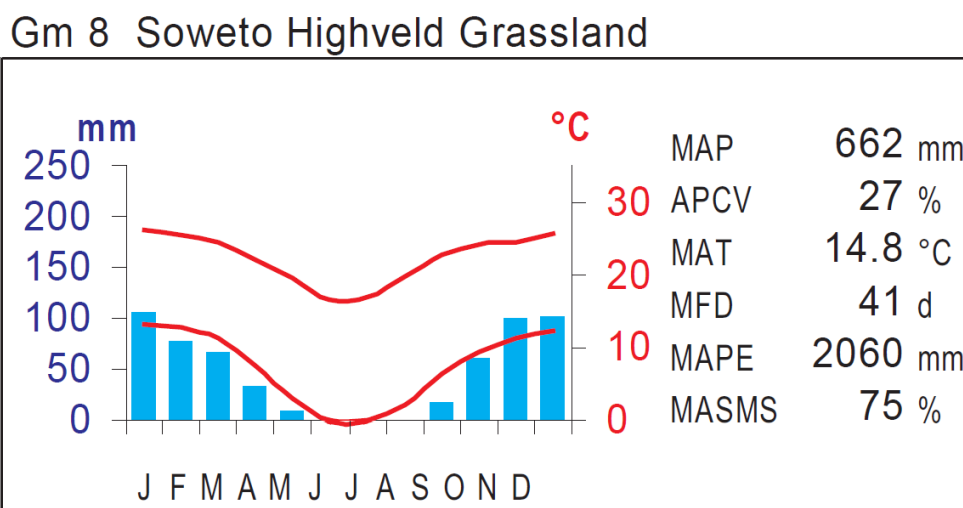 Gm 8 Soweto Highveld Grassland
mm °C
250
200
150
100
50
0
30
20
10
0
J F M A M J J A S O N D
MAP 662 mm
APCV 27 %
MAT 14.8 °C
MFD 41 d
MAPE 2060 mm
MASMS 75 %